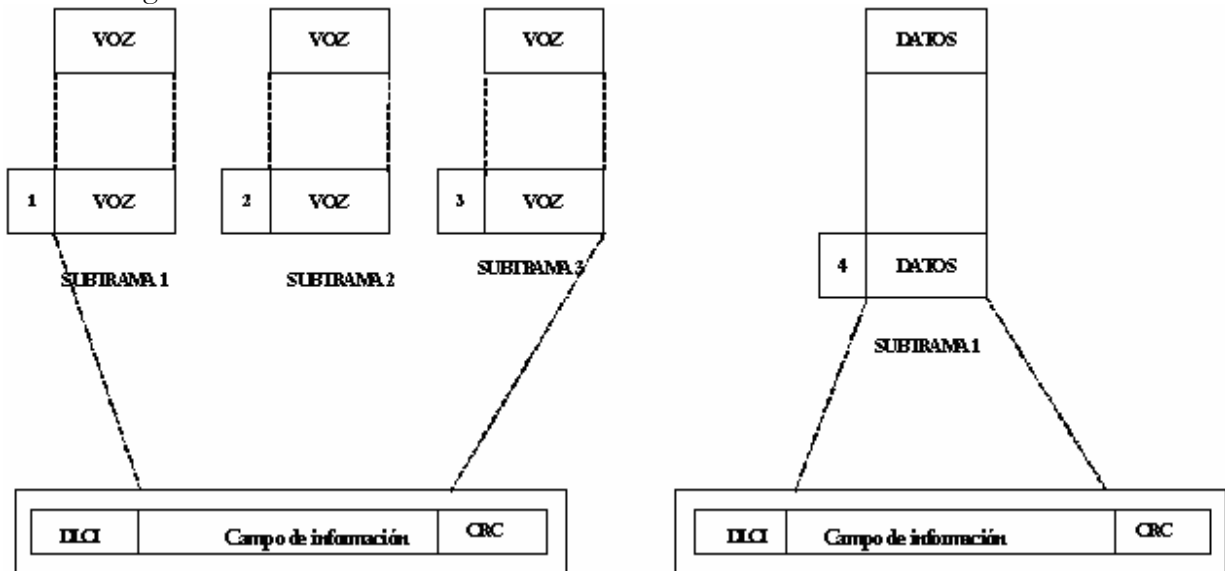 VOZ VOZ VOZ DATOS
1 VOZ 2 VOZ 3 VOZ
SUBTRAMA 1 SUBTRAMA 2 SUBTRAMA 3
4 DATOS
SUBTRAMA 1
DLCI Campo de información CRC
DLCI Campo de información CRC